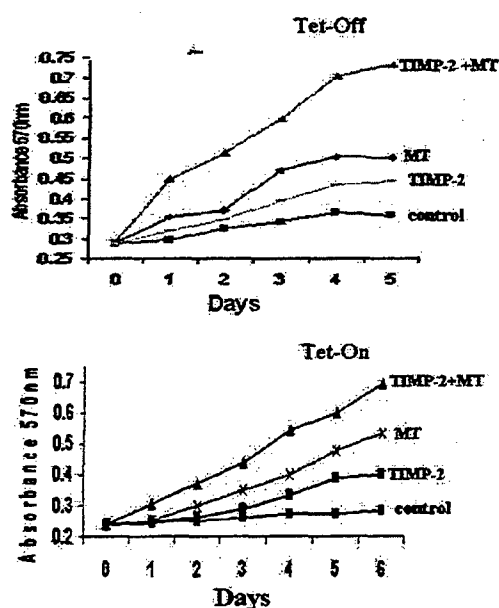 Tet-Off
0.75
0.7
0.65
0.6
0.55
0.5
0.45
0.4
0.35
0.3
0.25
Absorbance 570nm
TIMP-2 +MT
MT
TIMP-2
control
0 1 2 3 4 5
Days
Tet-On
0.7
0.6
0.5
0.4
0.3
0.2
Absorbance 570nm
TIMP-2+MT
MT
TIMP-2
control
0 1 2 3 4 5 6
Days